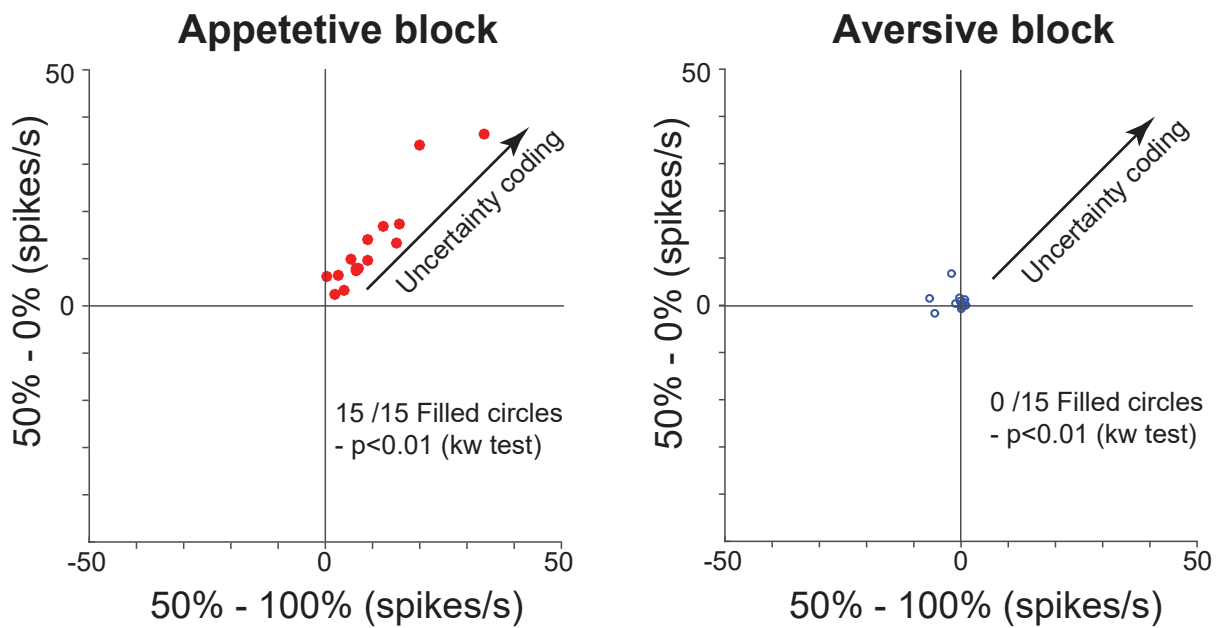 Appetetive block
50
50% - 0% (spikes/s)
Uncertainty coding
0
15 /15 Filled circles
- p<0.01 (kw test)
-50
0
50
50% - 100% (spikes/s)
Aversive block
50
50% - 0% (spikes/s)
Uncertainty coding
0
0 /15 Filled circles
- p<0.01 (kw test)
-50
0
50
50% - 100% (spikes/s)